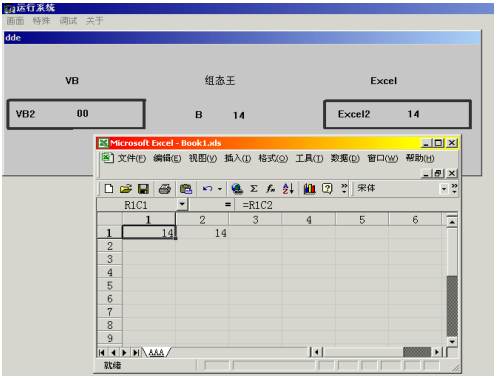 运行系统
画面 特殊 调试 关于
dde
VB 组态王 Excel
VB2 00 B 14 Excel2 14
Microsoft Excel - Book1.xls
文件(F) 编辑(E) 视图(V) 插入(I) 格式(O) 工具(T) 数据(D) 窗口(W) 帮助(H)
宋体
R1C1 = =R1C2
1 2 3 4 5 6
1 14 14
2
3
4
5
6
7
8
9
AAA
就绪